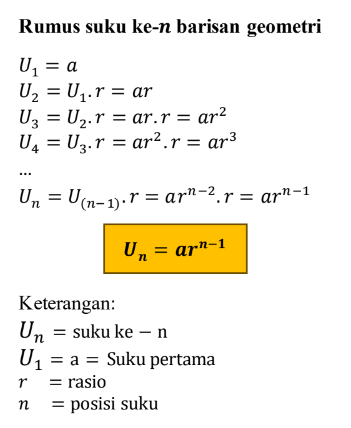 Rumus suku ke-n barisan geometri
U₁ = a
U₂ = U₁. r = ar
U₃ = U₂. r = ar. r = ar²
U₄ = U₃. r = ar². r = ar³
...
Uₙ = U₍ₙ₋₁₎. r = arⁿ⁻². r = arⁿ⁻¹
Uₙ = arⁿ⁻¹
Keterangan:
Uₙ = suku ke − n
U₁ = a = Suku pertama
r = rasio
n = posisi suku